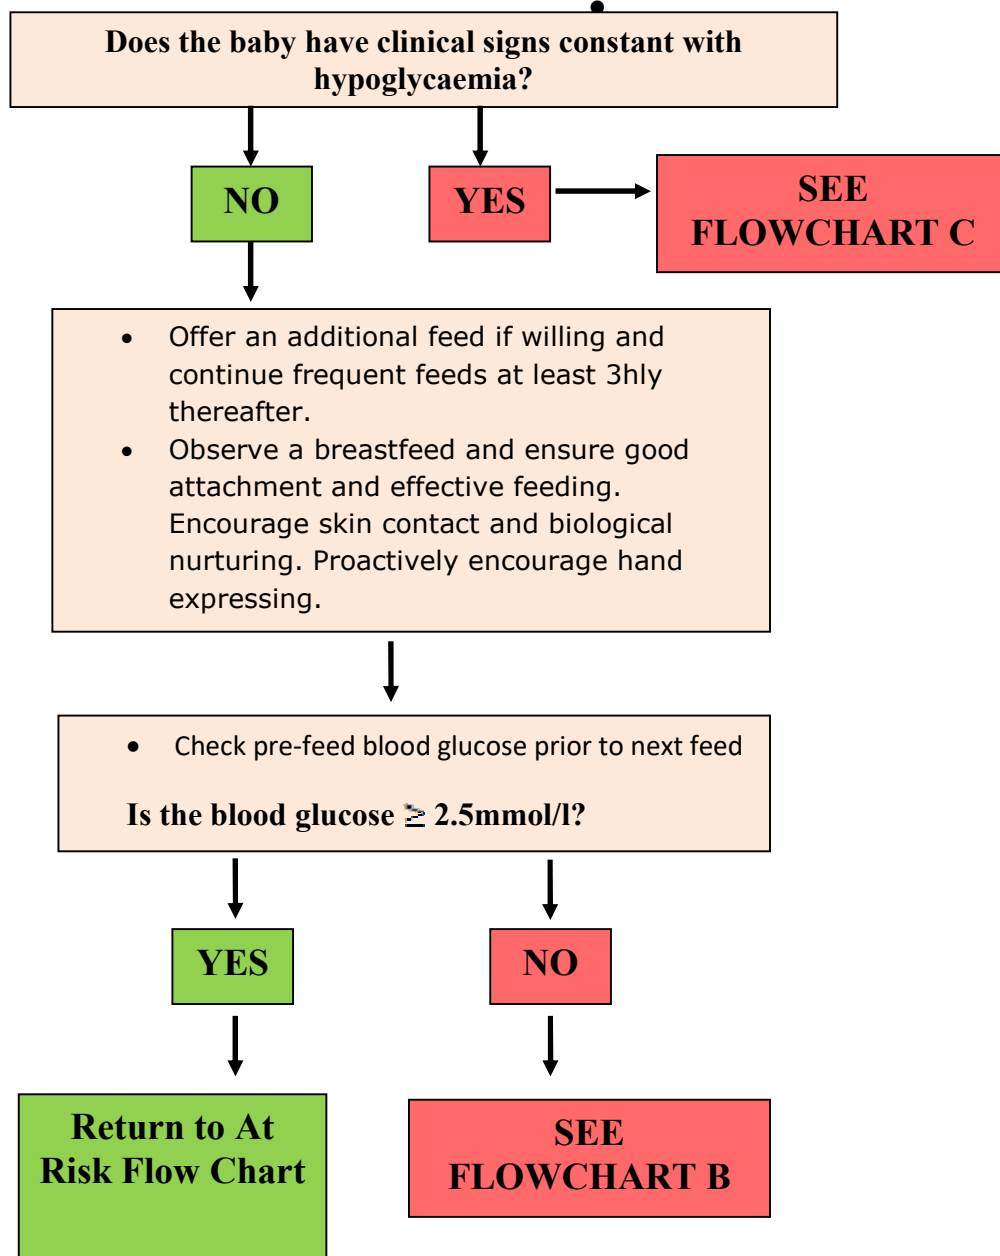 Does the baby have clinical signs constant with
hypoglycaemia?
NO
YES
SEE
FLOWCHART C
• Offer an additional feed if willing and
continue frequent feeds at least 3hly
thereafter.
• Observe a breastfeed and ensure good
attachment and effective feeding.
Encourage skin contact and biological
nurturing. Proactively encourage hand
expressing.
• Check pre-feed blood glucose prior to next feed
Is the blood glucose ≥ 2.5mmol/l?
YES
NO
Return to At
Risk Flow Chart
SEE
FLOWCHART B